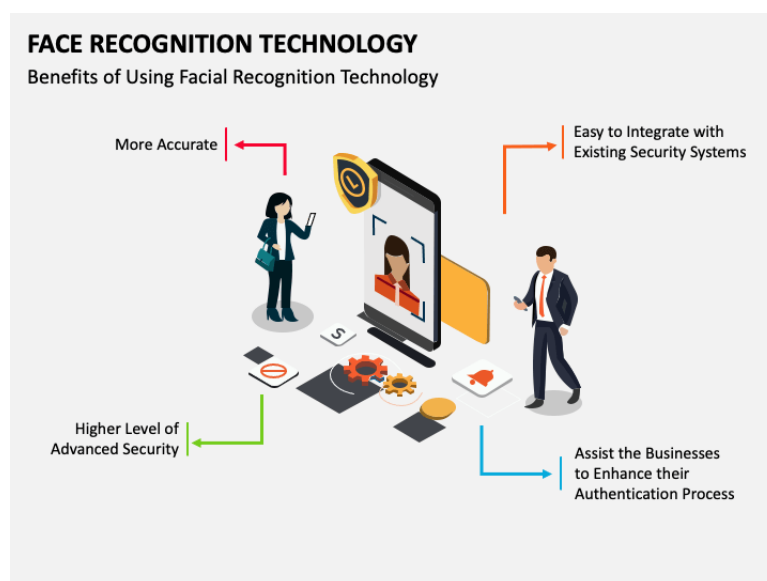 FACE RECOGNITION TECHNOLOGY
Benefits of Using Facial Recognition Technology
More Accurate
Easy to Integrate with
Existing Security Systems
S
Higher Level of
Advanced Security
Assist the Businesses
to Enhance their
Authentication Process